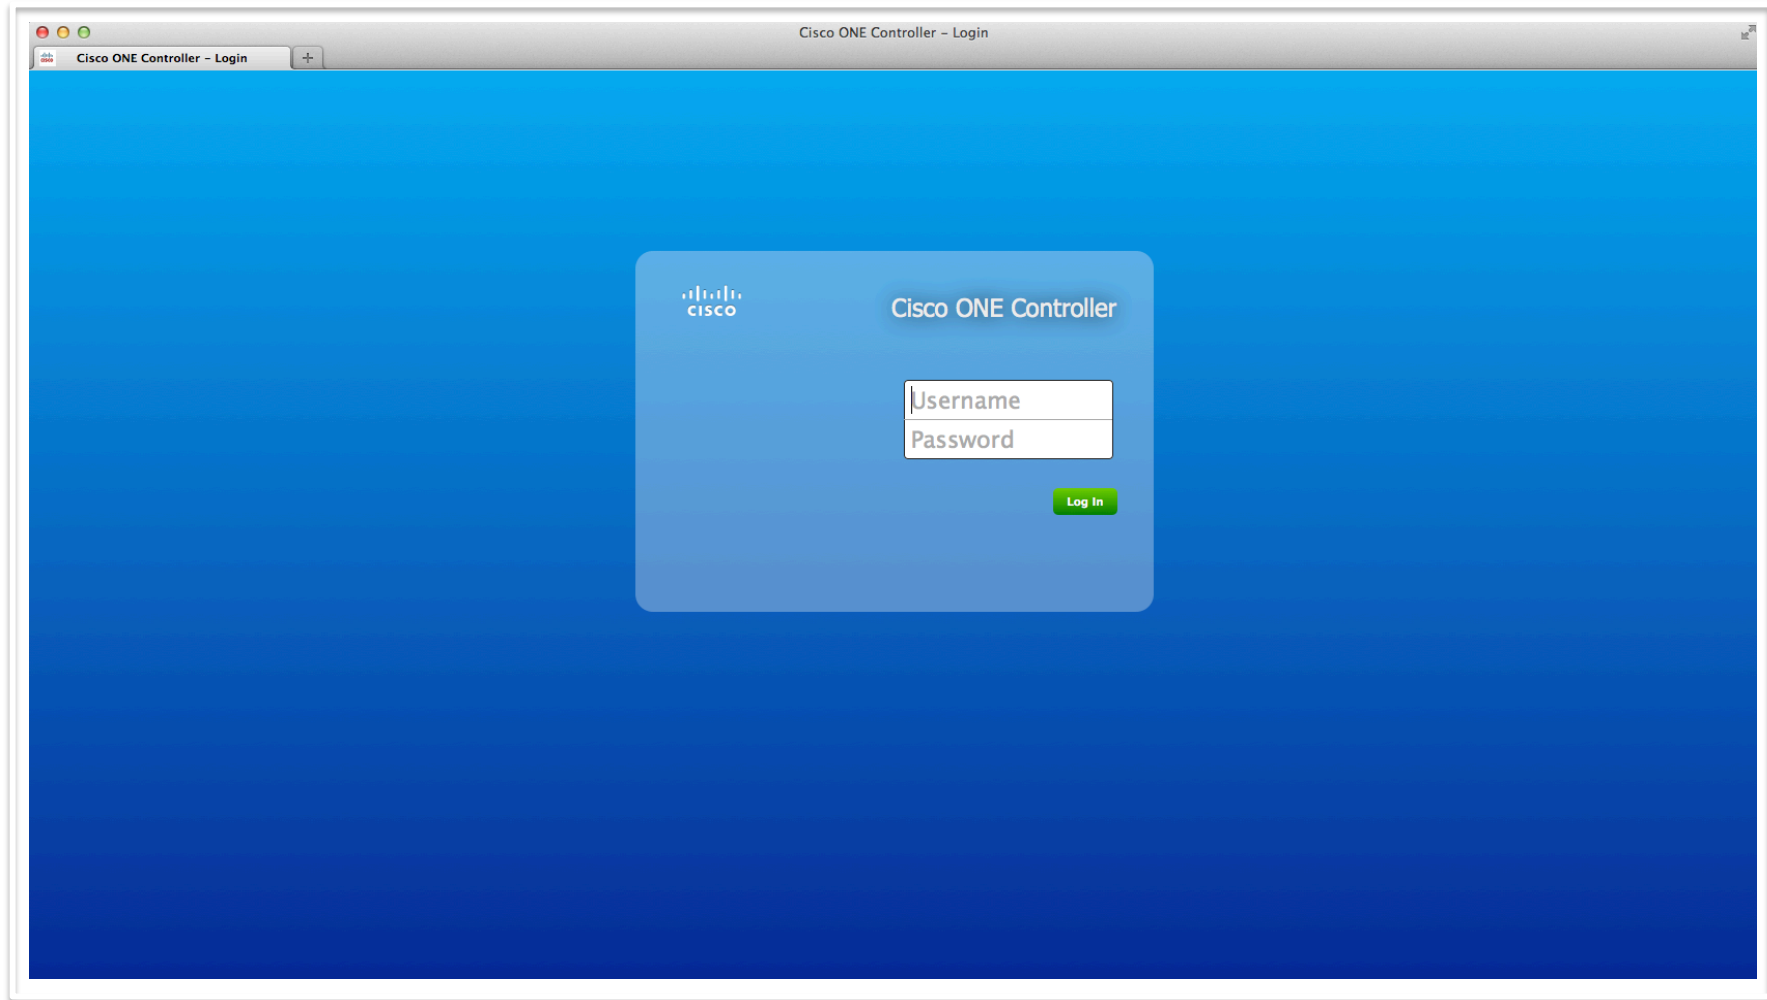 Cisco ONE Controller – Login
Cisco ONE Controller – Login
cisco
Cisco ONE Controller
Username
Password
Log In